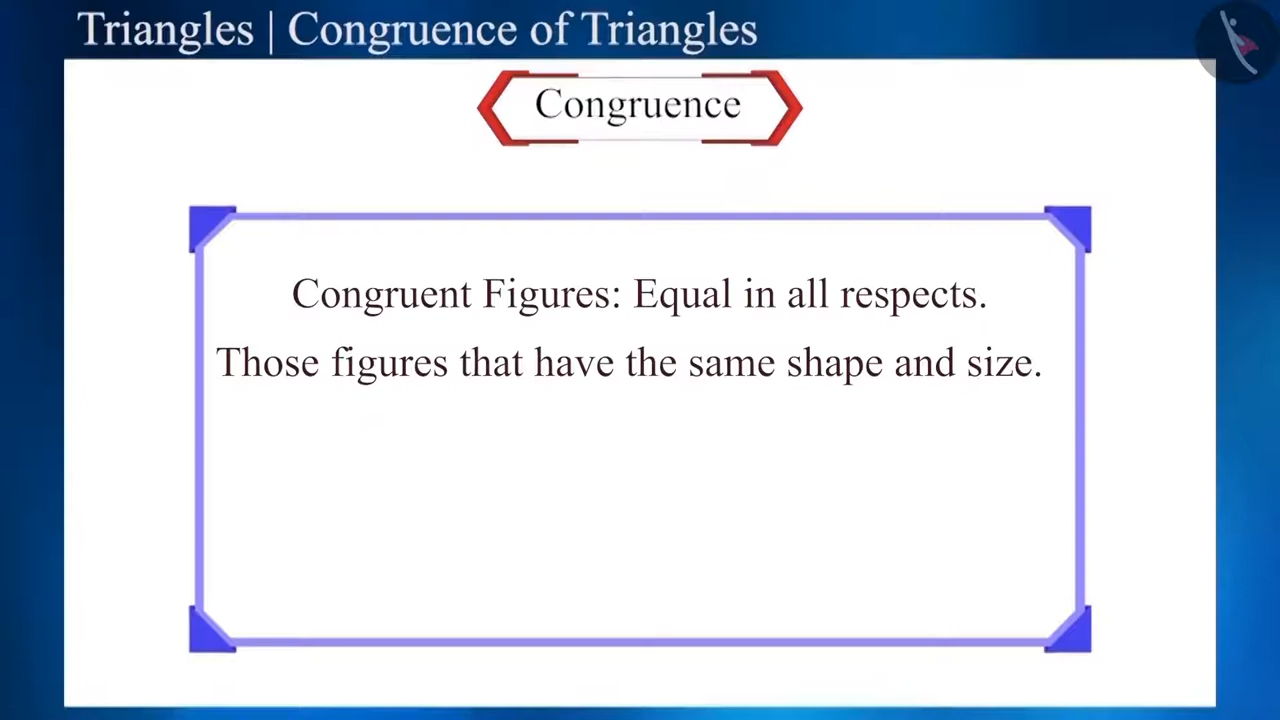 Triangles | Congruence of Triangles
Congruence
Congruent Figures: Equal in all respects.
Those figures that have the same shape and size.